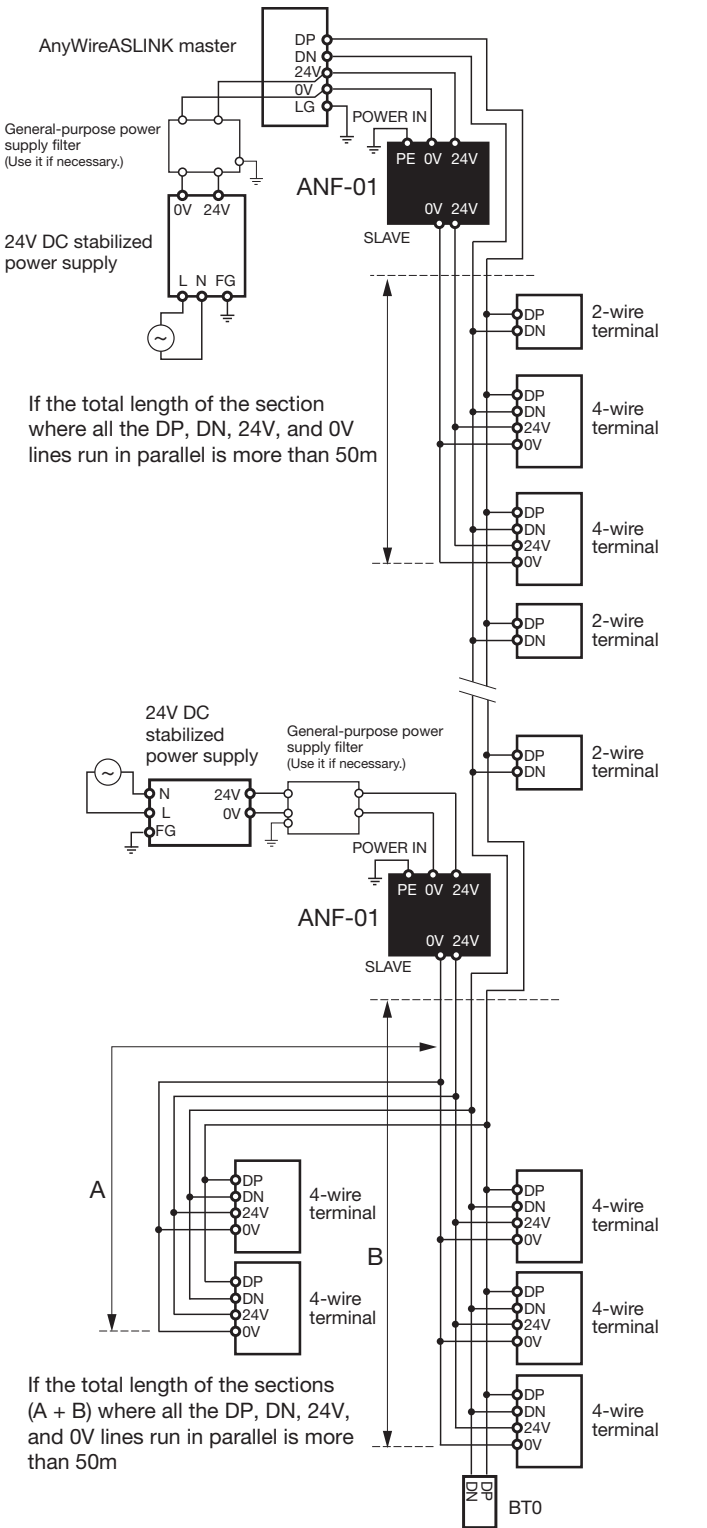 AnyWireASLINK master
DP
DN
24V
0V
LG
General-purpose power
supply filter
(Use it if necessary.)
POWER IN
PE 0V 24V
ANF-01
0V 24V
SLAVE
0V 24V
24V DC stabilized
power supply
L N FG
~
If the total length of the section
where all the DP, DN, 24V, and 0V
lines run in parallel is more than 50m
DP
DN
2-wire
terminal
DP
DN
24V
0V
4-wire
terminal
DP
DN
24V
0V
4-wire
terminal
DP
DN
2-wire
terminal
DP
DN
2-wire
terminal
24V DC
stabilized
power supply
General-purpose power
supply filter
(Use it if necessary.)
~
N
L
FG
24V
0V
POWER IN
PE 0V 24V
ANF-01
0V 24V
SLAVE
A
B
DP
DN
24V
0V
4-wire
terminal
DP
DN
24V
0V
4-wire
terminal
DP
DN
24V
0V
4-wire
terminal
DP
DN
24V
0V
4-wire
terminal
DP
DN
24V
0V
4-wire
terminal
If the total length of the sections
(A + B) where all the DP, DN, 24V,
and 0V lines run in parallel is more
than 50m
DP
DN
BT0